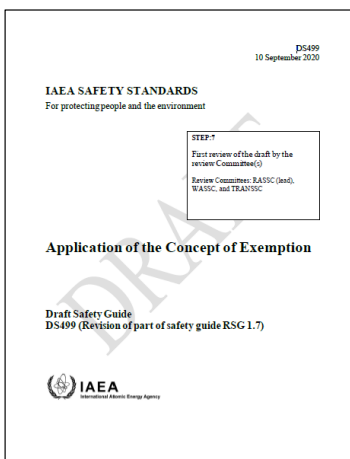 DS499
10 September 2020
IAEA SAFETY STANDARDS
For protecting people and the environment
STEP:7
First review of the draft by the
review Committee(s)
Review Committees: RASSC (lead),
WASSC, and TRANSSC
DRAFT
Application of the Concept of Exemption
Draft Safety Guide
DS499 (Revision of part of safety guide RSG 1.7)
IAEA
International Atomic Energy Agency